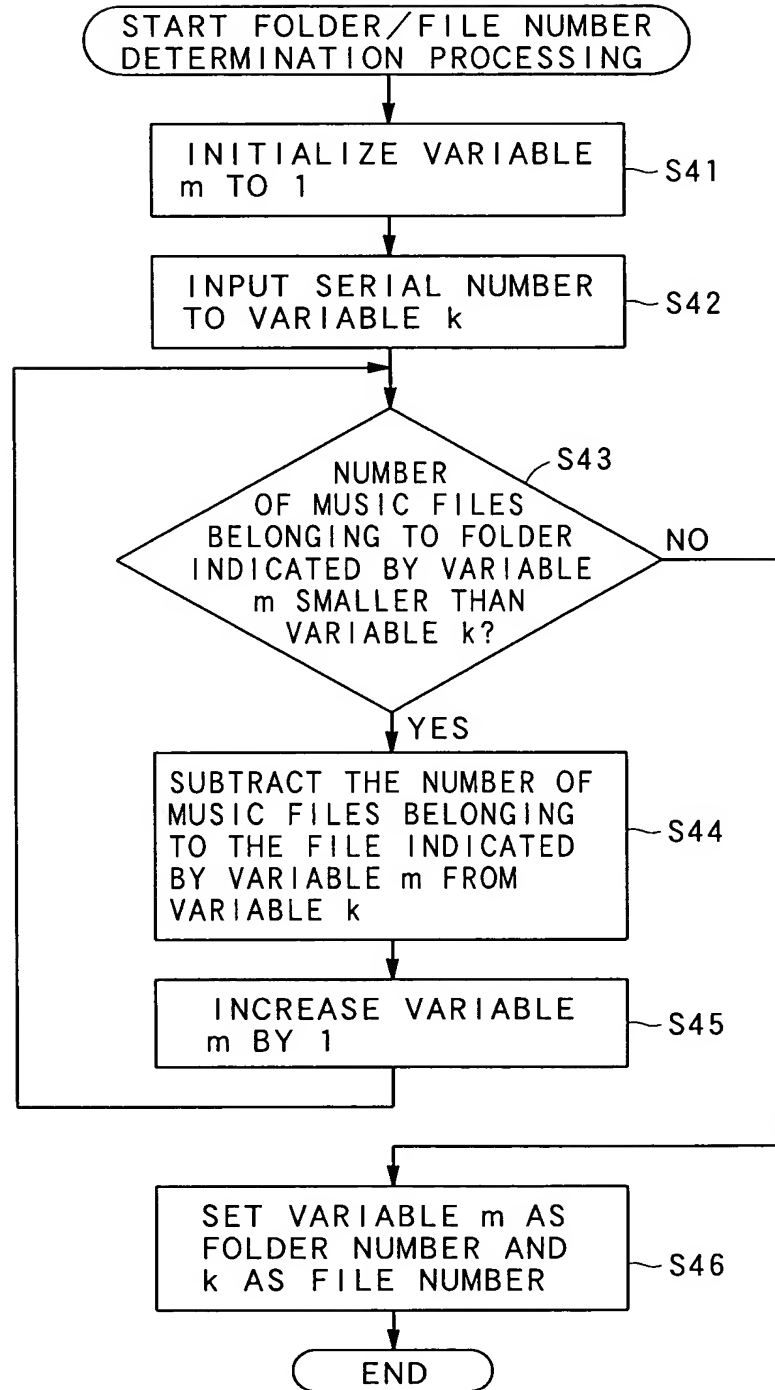 START FOLDER/FILE NUMBER
DETERMINATION PROCESSING
INITIALIZE VARIABLE
m TO 1
S41
INPUT SERIAL NUMBER
TO VARIABLE k
S42
S43
NUMBER
OF MUSIC FILES
BELONGING TO FOLDER
INDICATED BY VARIABLE
m SMALLER THAN
VARIABLE k?
NO
YES
SUBTRACT THE NUMBER OF
MUSIC FILES BELONGING
TO THE FILE INDICATED
BY VARIABLE m FROM
VARIABLE k
S44
INCREASE VARIABLE
m BY 1
S45
SET VARIABLE m AS
FOLDER NUMBER AND
k AS FILE NUMBER
S46
END